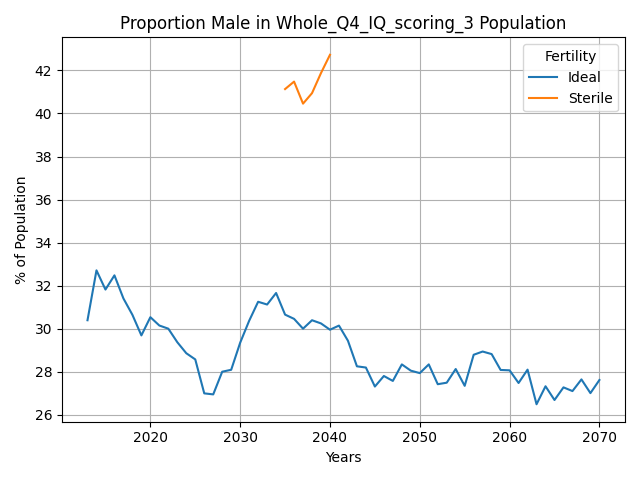 Proportion Male in Whole_Q4_IQ_scoring_3 Population
Fertility
Ideal
Sterile
% of Population
42
40
38
36
34
32
30
28
26
2020 2030 2040 2050 2060 2070
Years